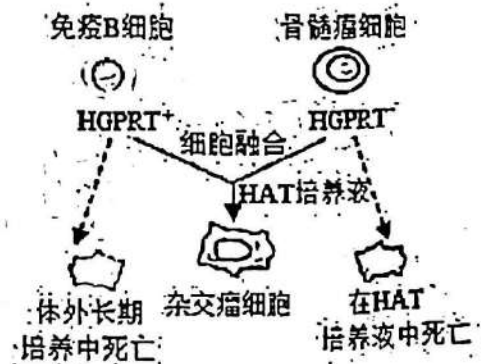 免疫B细胞 骨髓瘤细胞
HGPRT⁺ HGPRT⁻
细胞融合
HAT培养液
体外长期 杂交瘤细胞 在HAT
培养中死亡 培养液中死亡